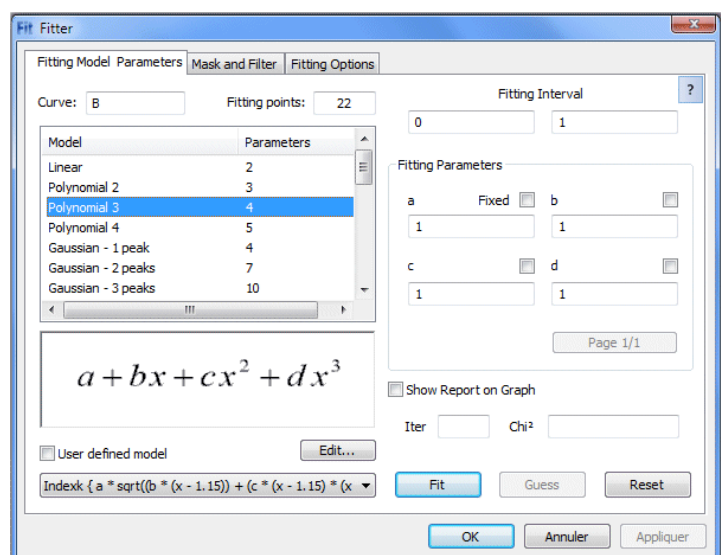 Fit Fitter
Fitting Model Parameters Mask and Filter Fitting Options
Curve: B Fitting points: 22
Model Parameters
Linear 2
Polynomial 2 3
Polynomial 3 4
Polynomial 4 5
Gaussian - 1 peak 4
Gaussian - 2 peaks 7
Gaussian - 3 peaks 10
a + bx + cx² + dx³
User defined model Edit...
Indexk { a * sqrt((b * (x - 1.15)) + (c * (x - 1.15) * (x
?
Fitting Interval
0 1
Fitting Parameters
a Fixed b
1 1
c d
1 1
Page 1/1
Show Report on Graph
Iter Chi²
Fit Guess Reset
OK Annuler Appliquer